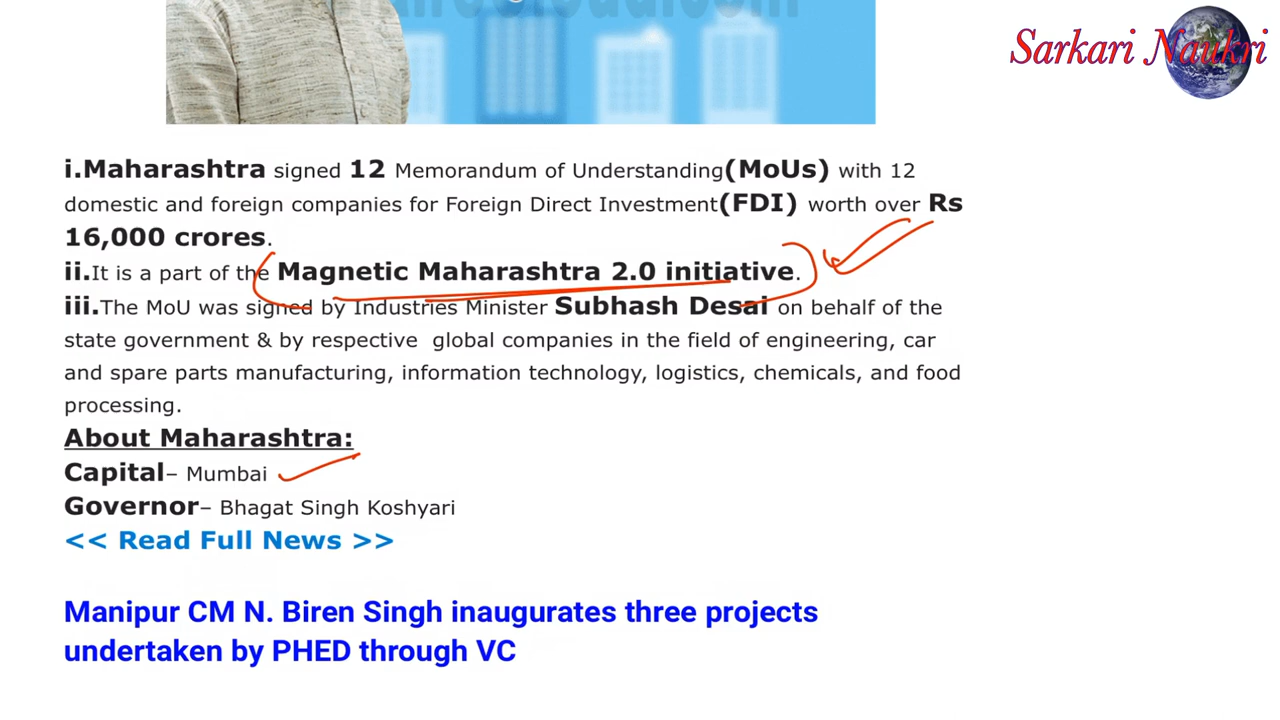 Sarkari Naukri
i.Maharashtra signed 12 Memorandum of Understanding(MoUs) with 12
domestic and foreign companies for Foreign Direct Investment(FDI) worth over Rs
16,000 crores.
ii.It is a part of the Magnetic Maharashtra 2.0 initiative.
iii.The MoU was signed by Industries Minister Subhash Desai on behalf of the
state government & by respective global companies in the field of engineering, car
and spare parts manufacturing, information technology, logistics, chemicals, and food
processing.
About Maharashtra:
Capital– Mumbai
Governor– Bhagat Singh Koshyari
<< Read Full News >>
Manipur CM N. Biren Singh inaugurates three projects
undertaken by PHED through VC